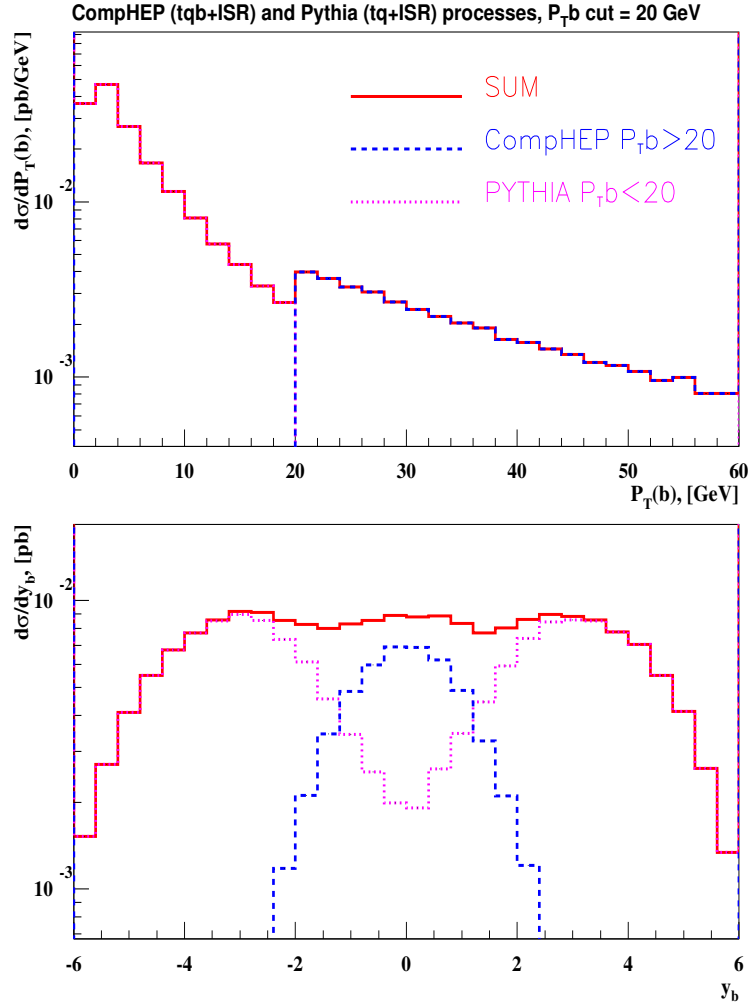 CompHEP (tqb+ISR) and Pythia (tq+ISR) processes, P_Tb cut = 20 GeV
dσ/dP_T(b), [pb/GeV]
10^-2
10^-3
SUM
CompHEP P_Tb>20
PYTHIA P_Tb<20
0 10 20 30 40 50 60
P_T(b), [GeV]
dσ/dy_b, [pb]
10^-2
10^-3
-6 -4 -2 0 2 4 6
y_b